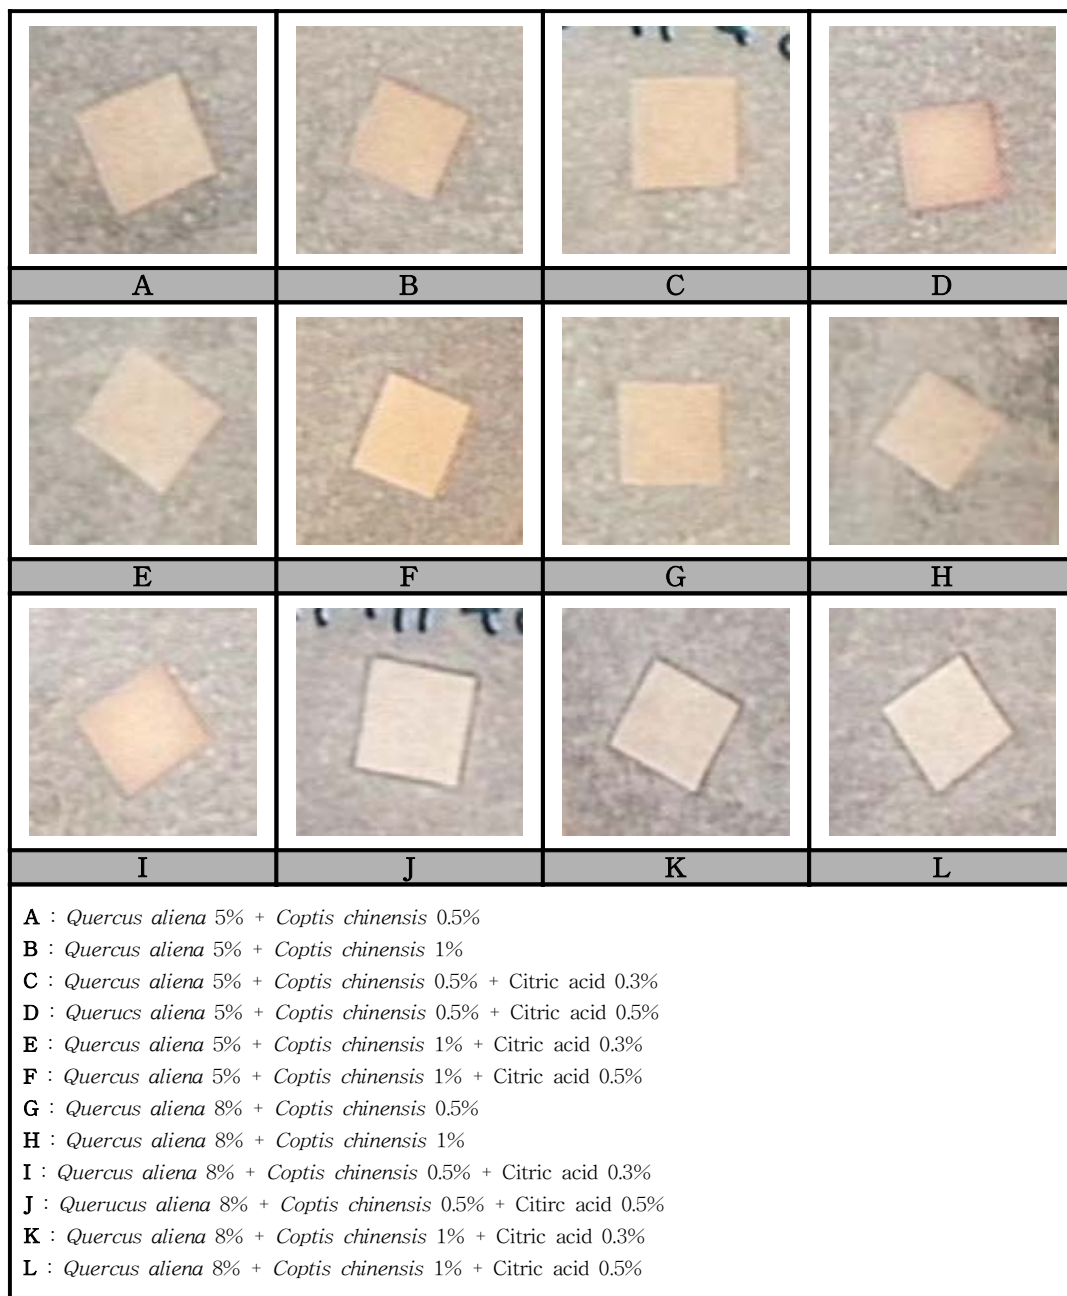 A
B
C
D
E
F
G
H
I
J
K
L
A : Quercus aliena 5% + Coptis chinensis 0.5%
B : Quercus aliena 5% + Coptis chinensis 1%
C : Quercus aliena 5% + Coptis chinensis 0.5% + Citric acid 0.3%
D : Querucs aliena 5% + Coptis chinensis 0.5% + Citric acid 0.5%
E : Quercus aliena 5% + Coptis chinensis 1% + Citric acid 0.3%
F : Quercus aliena 5% + Coptis chinensis 1% + Citric acid 0.5%
G : Quercus aliena 8% + Coptis chinensis 0.5%
H : Quercus aliena 8% + Coptis chinensis 1%
I : Quercus aliena 8% + Coptis chinensis 0.5% + Citric acid 0.3%
J : Querucus aliena 8% + Coptis chinensis 0.5% + Citirc acid 0.5%
K : Quercus aliena 8% + Coptis chinensis 1% + Citric acid 0.3%
L : Quercus aliena 8% + Coptis chinensis 1% + Citric acid 0.5%